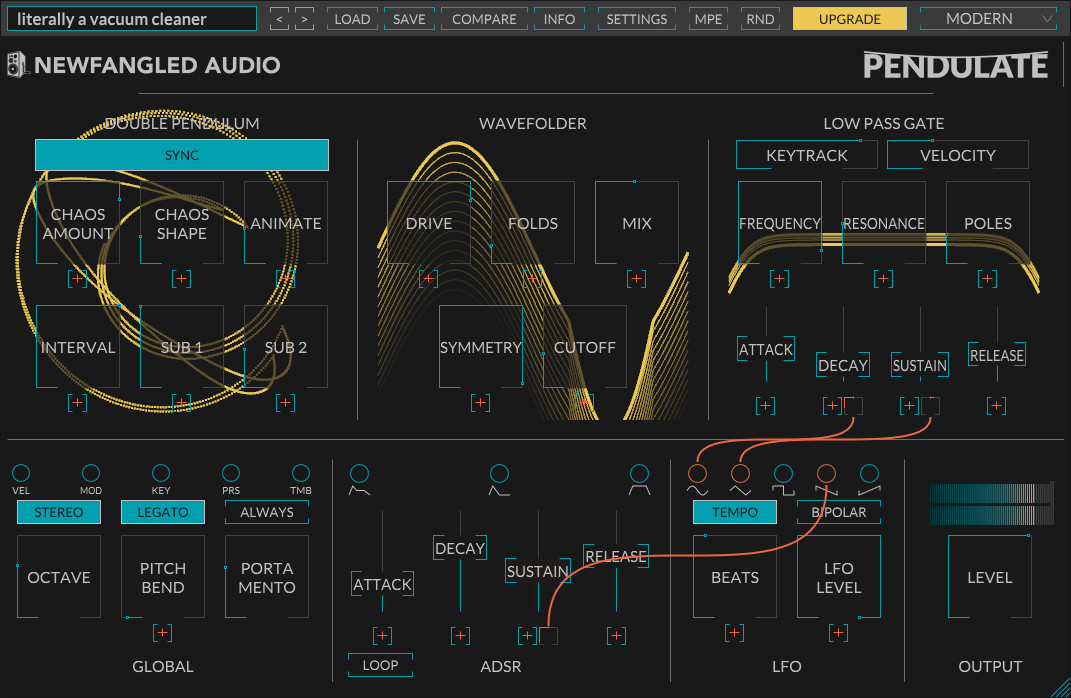 literally a vacuum cleaner
< > LOAD SAVE COMPARE INFO SETTINGS MPE RND UPGRADE MODERN
NEWFANGLED AUDIO PENDULATE
DOUBLE PENDULUM WAVEFOLDER LOW PASS GATE
SYNC KEYTRACK VELOCITY
CHAOS AMOUNT
CHAOS SHAPE
ANIMATE
DRIVE FOLDS MIX
FREQUENCY RESONANCE POLES
INTERVAL SUB 1 SUB 2
SYMMETRY CUTOFF
ATTACK DECAY SUSTAIN RELEASE
VEL MOD KEY PRS TMB
STEREO LEGATO ALWAYS
TEMPO BIPOLAR
OCTAVE
PITCH
BEND
PORTA
MENTO
ATTACK DECAY SUSTAIN RELEASE
BEATS
LFO
LEVEL
LEVEL
LOOP
GLOBAL ADSR LFO OUTPUT